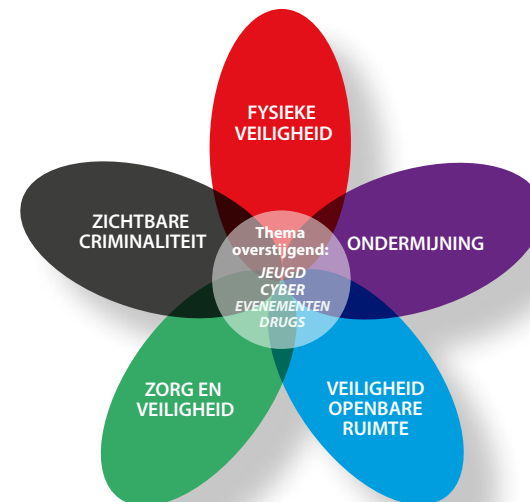 FYSIEKE
VEILIGHEID
ZICHTBARE
CRIMINALITEIT
Thema
overstijgend:
JEUGD
CYBER
EVENEMENTEN
DRUGS
ONDERMIJNING
ZORG EN
VEILIGHEID
VEILIGHEID
OPENBARE
RUIMTE